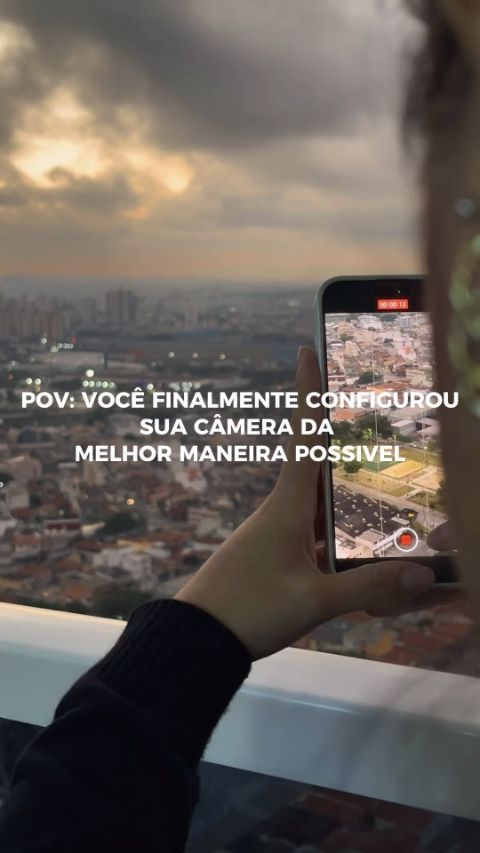 00:00:12
POV: VOCÊ FINALMENTE CONFIGUROU
SUA CÂMERA DA
MELHOR MANEIRA POSSIVEL